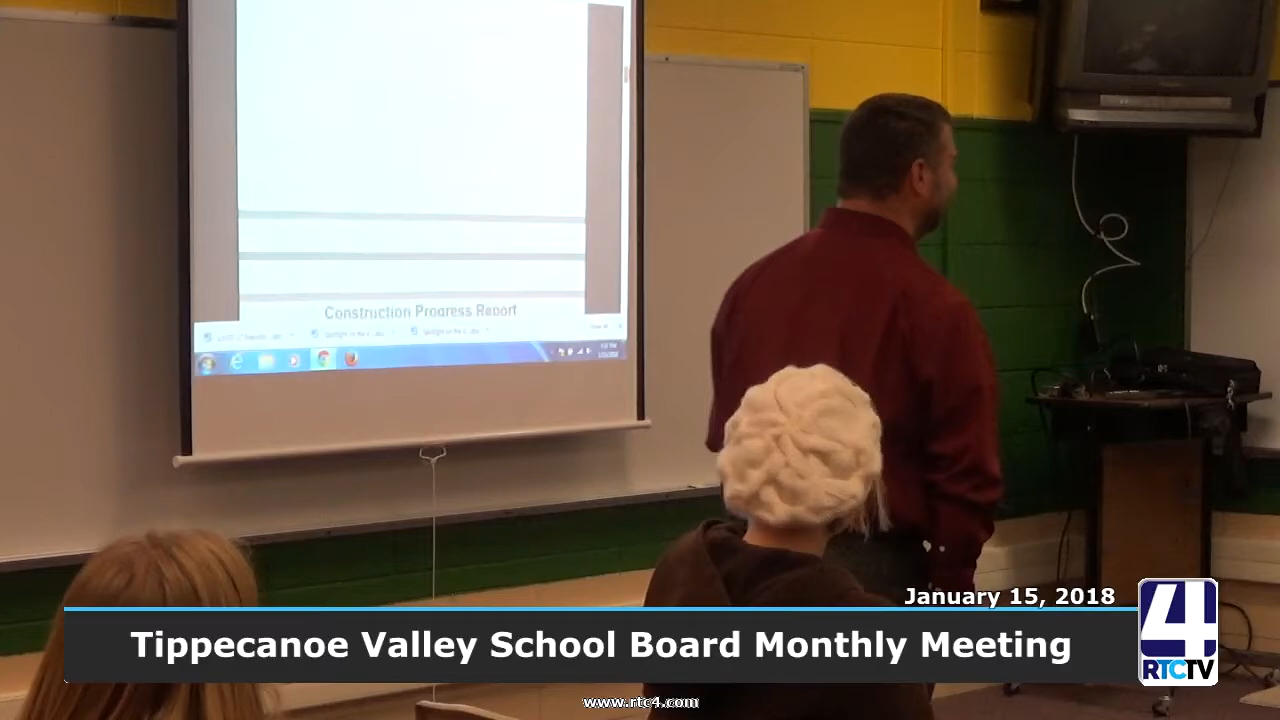 Construction Progress Report
January 15, 2018
Tippecanoe Valley School Board Monthly Meeting
4
RTCTV
www.rtc4.com